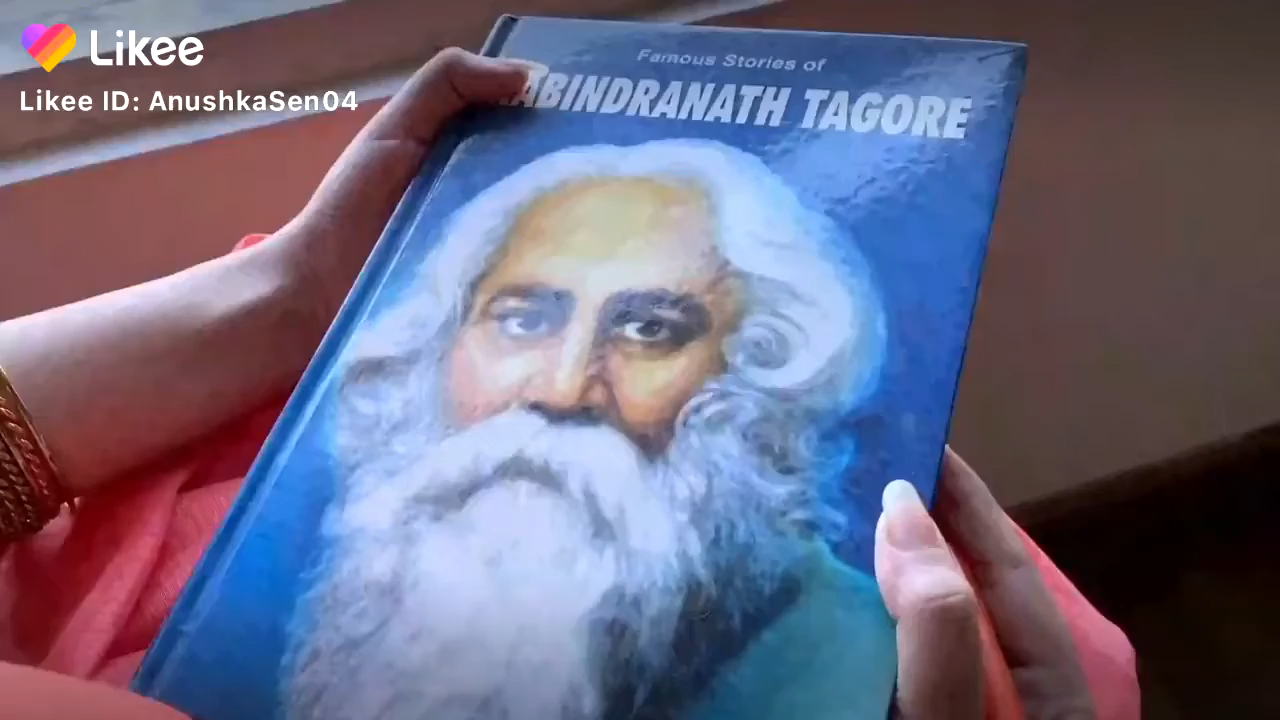 Likee
Likee ID: AnushkaSen04
Famous Stories of
ABINDRANATH TAGORE